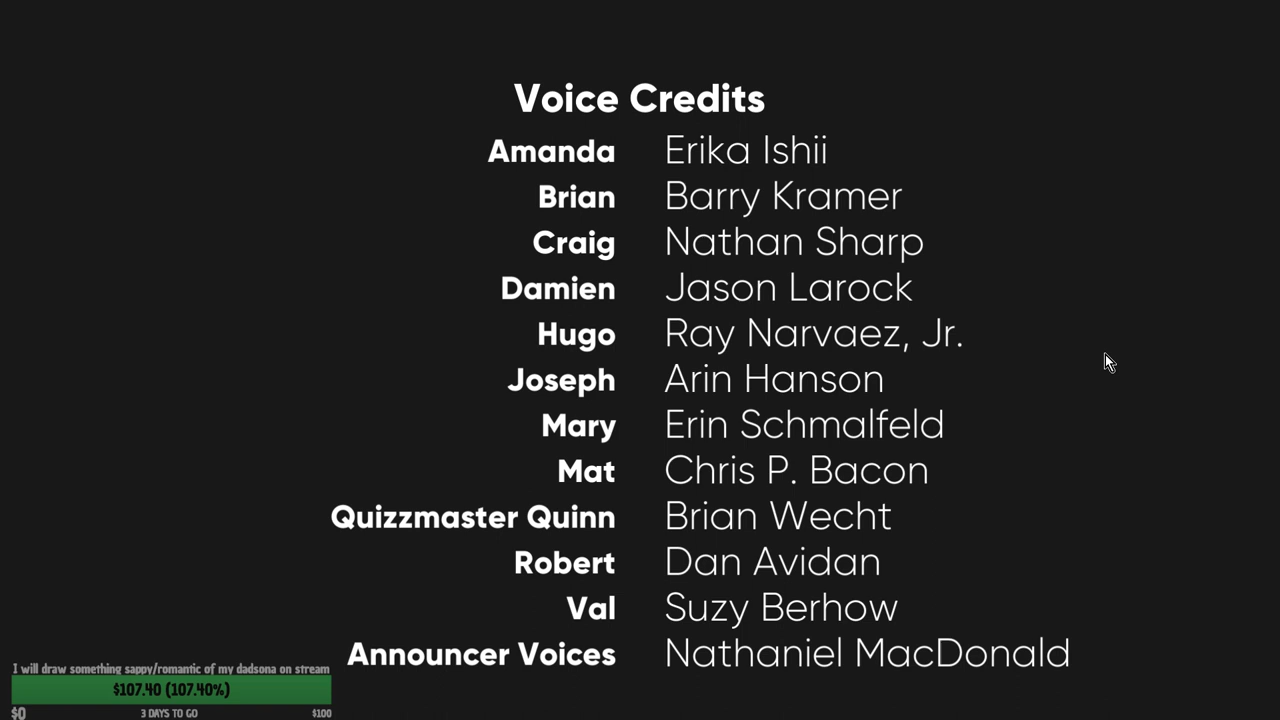 Voice Credits
Amanda Erika Ishii
Brian Barry Kramer
Craig Nathan Sharp
Damien Jason Larock
Hugo Ray Narvaez, Jr.
Joseph Arin Hanson
Mary Erin Schmalfeld
Mat Chris P. Bacon
Quizzmaster Quinn Brian Wecht
Robert Dan Avidan
Val Suzy Berhow
Announcer Voices Nathaniel MacDonald
I will draw something sappy/romantic of my dadsona on stream
$107.40 (107.40%)
$0 3 DAYS TO GO $100